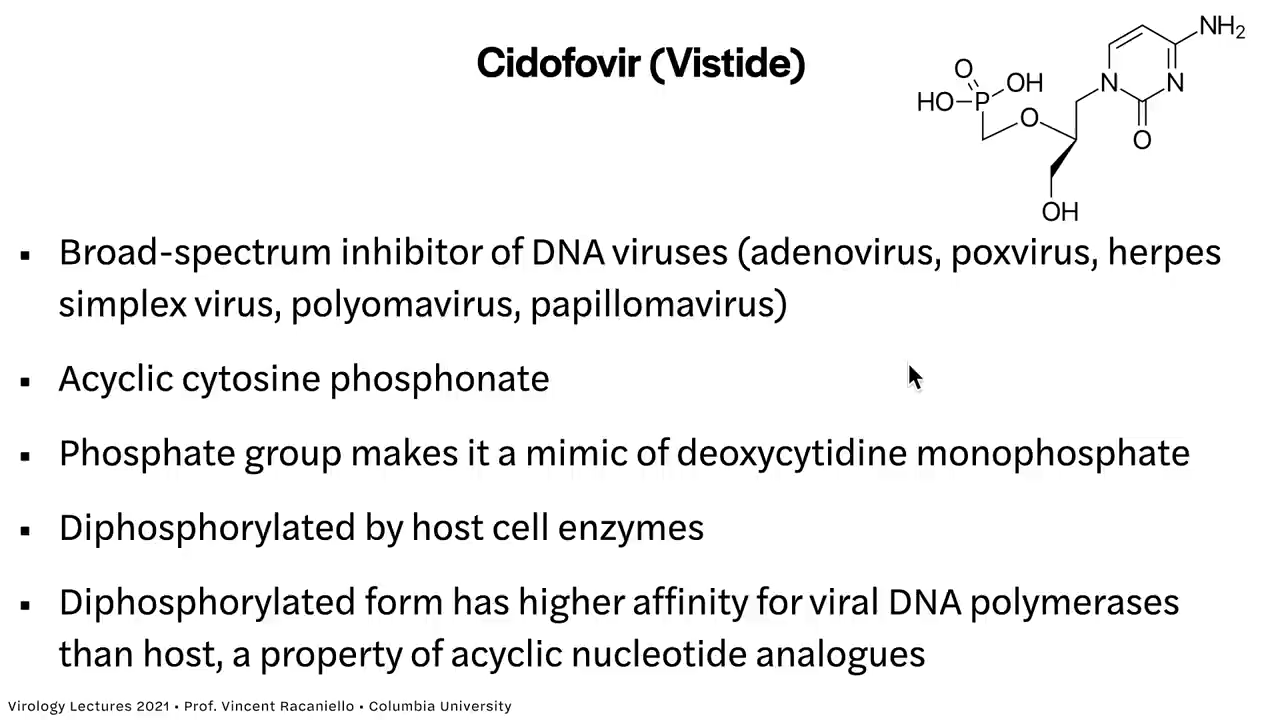 Cidofovir (Vistide)
NH2
O
OH
HO
P
N
N
O
O
OH
▪ Broad-spectrum inhibitor of DNA viruses (adenovirus, poxvirus, herpes
simplex virus, polyomavirus, papillomavirus)
▪ Acyclic cytosine phosphonate
▪ Phosphate group makes it a mimic of deoxycytidine monophosphate
▪ Diphosphorylated by host cell enzymes
▪ Diphosphorylated form has higher affinity for viral DNA polymerases
than host, a property of acyclic nucleotide analogues
Virology Lectures 2021 • Prof. Vincent Racaniello • Columbia University